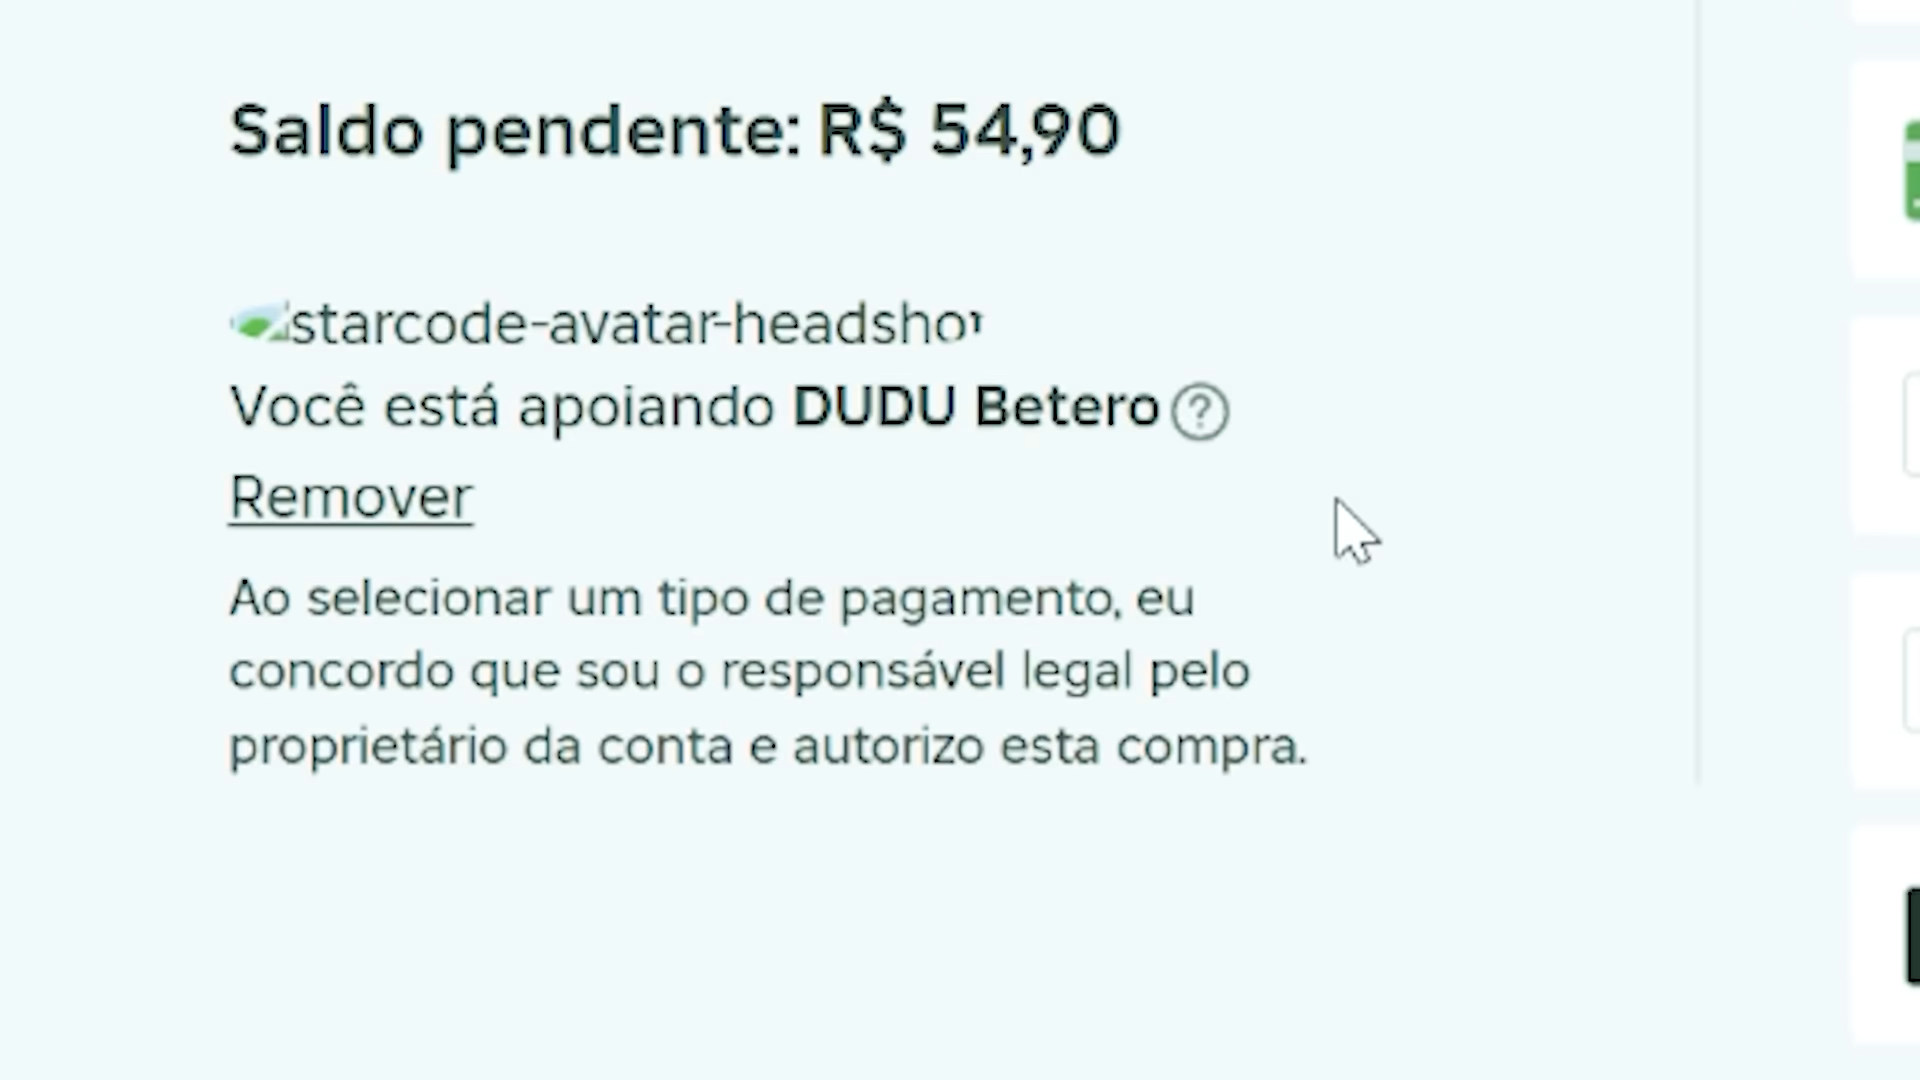 Saldo pendente: R$ 54,90
starcode-avatar-headshot
Você está apoiando DUDU Betero
Remover
Ao selecionar um tipo de pagamento, eu
concordo que sou o responsável legal pelo
proprietário da conta e autorizo esta compra.